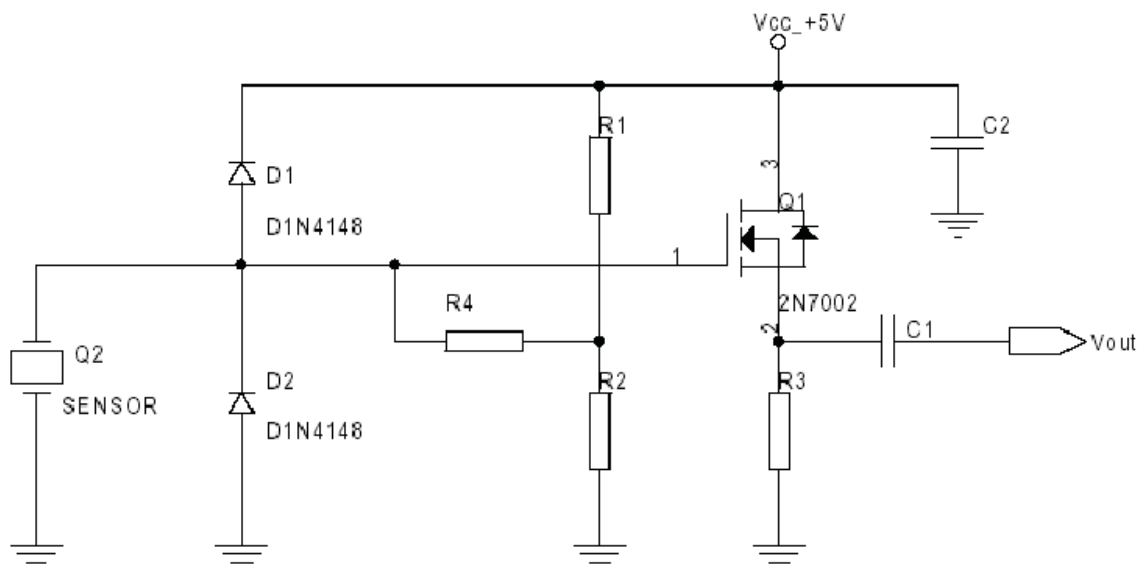 Vcc_+5V
R1
C2
3
D1
Q1
D1N4148
1
R4
2N7002
2
C1
Vout
Q2
D2
R2
R3
SENSOR
D1N4148